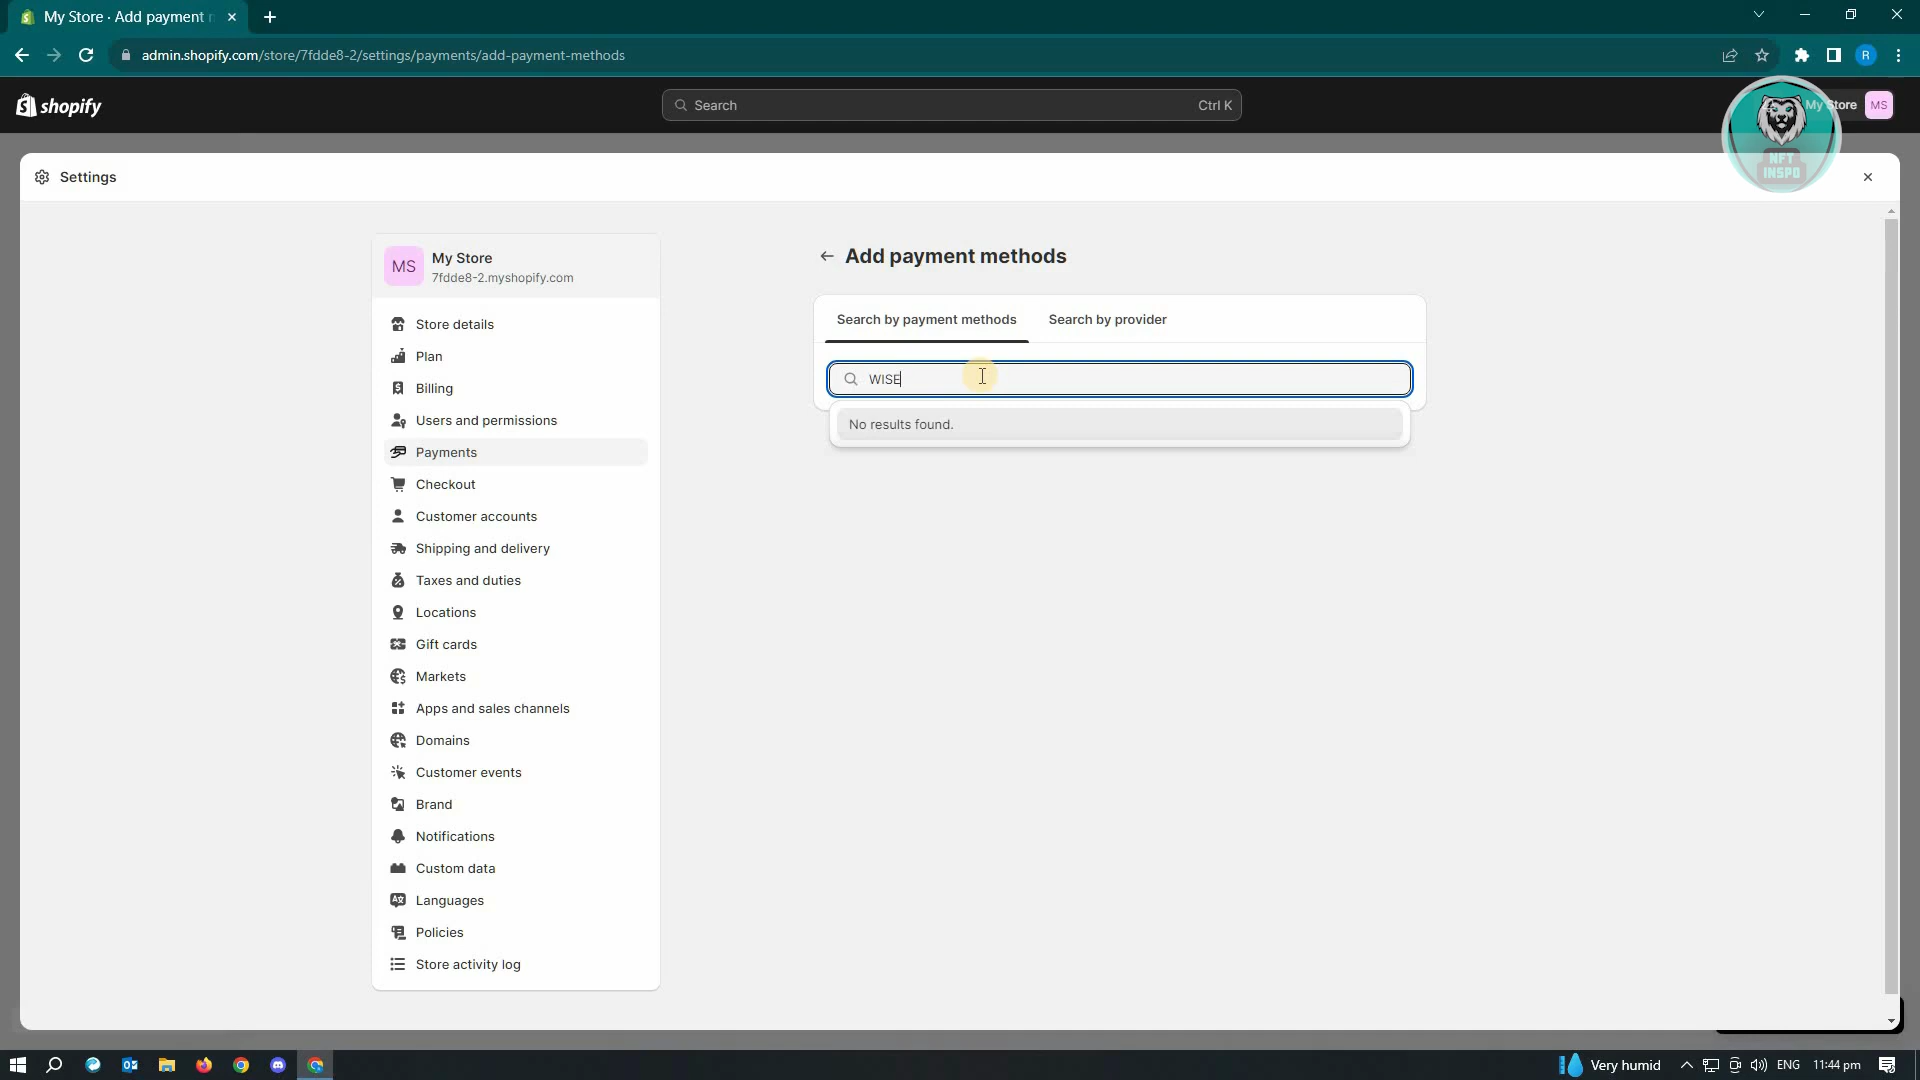 My Store · Add payment m
admin.shopify.com/store/7fdde8-2/settings/payments/add-payment-methods
R
shopify
Search
Ctrl K
My Store
MS
NFT
INSPO
Settings
MS
My Store
7fdde8-2.myshopify.com
Store details
Plan
Billing
Users and permissions
Payments
Checkout
Customer accounts
Shipping and delivery
Taxes and duties
Locations
Gift cards
Markets
Apps and sales channels
Domains
Customer events
Brand
Notifications
Custom data
Languages
Policies
Store activity log
Add payment methods
Search by payment methods
Search by provider
WISE
No results found.
Very humid
ENG
11:44 pm